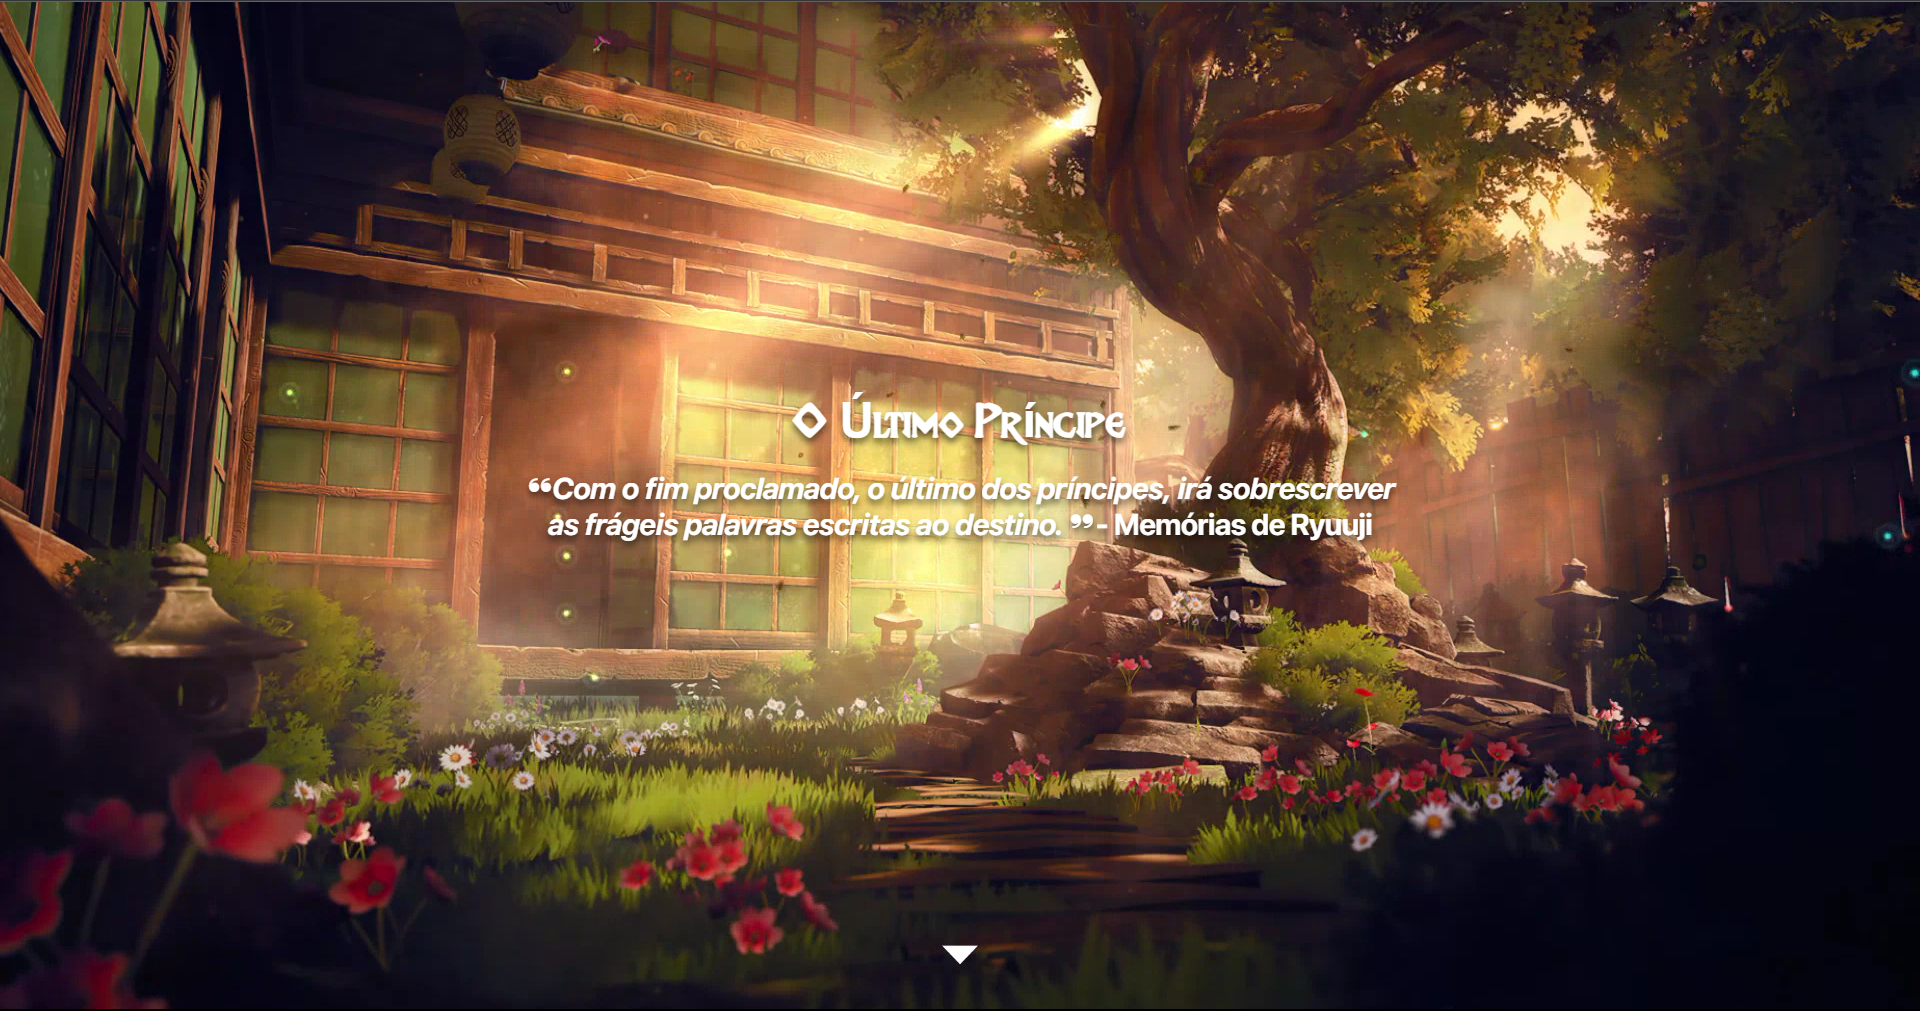 O Último Príncipe
❝Com o fim proclamado, o último dos príncipes, irá sobrescrever
às frágeis palavras escritas ao destino. ❞ - Memórias de Ryuuji